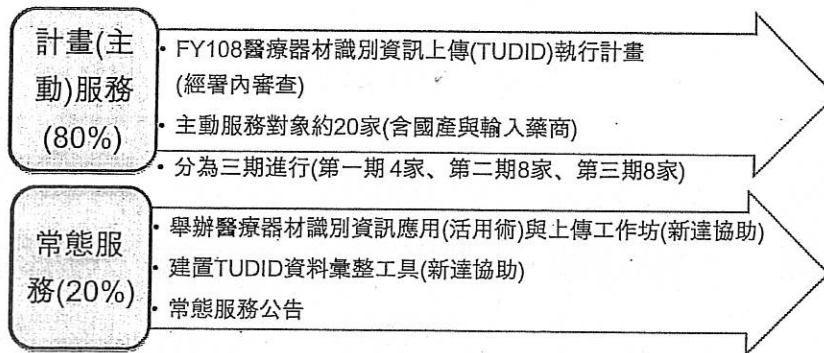 計畫(主
動)服務
(80%)
• FY108醫療器材識別資訊上傳(TUDID)執行計畫
(經署內審查)
• 主動服務對象約20家(含國產與輸入藥商)
• 分為三期進行(第一期 4家、第二期8家、第三期8家)
常態服
務(20%)
• 舉辦醫療器材識別資訊應用(活用術)與上傳工作坊(新達協助)
• 建置TUDID資料彙整工具(新達協助)
• 常態服務公告